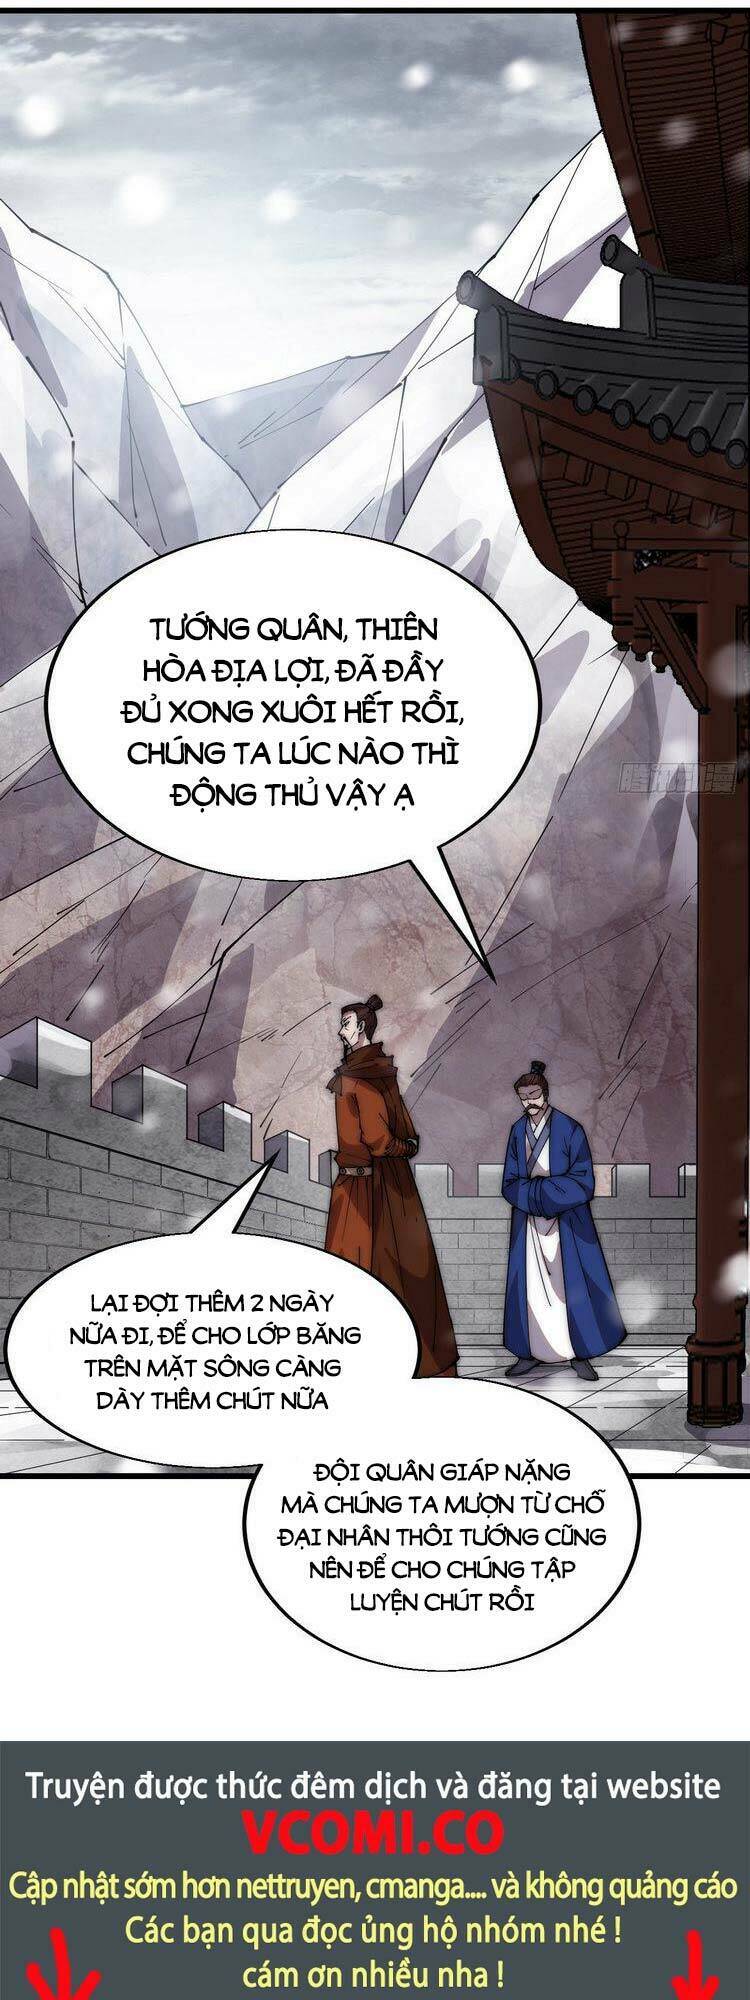 TƯỚNG QUÂN, THIÊN
HÒA ĐỊA LỢI, ĐÃ ĐẦY
ĐỦ XONG XUÔI HẾT RỒI,
CHÚNG TA LÚC NÀO THÌ
ĐỘNG THỦ VẬY Ạ
腾讯动漫
LẠI ĐỢI THÊM 2 NGÀY
NỮA ĐI, ĐỂ CHO LỚP BĂNG
TRÊN MẶT SÔNG CÀNG
DÀY THÊM CHÚT NỮA
ĐỘI QUÂN GIÁP NẶNG
MÀ CHÚNG TA MƯỢN TỪ CHỖ
ĐẠI NHÂN THÔI TƯỚNG CŨNG
NÊN ĐỂ CHO CHÚNG TẬP
LUYỆN CHÚT RỒI
Truyện được thức đêm dịch và đăng tại website
VCOMI.CO
Cập nhật sớm hơn nettruyen, cmanga.... và không quảng cáo
Các bạn qua đọc ủng hộ nhóm nhé !
cám ơn nhiều nha !